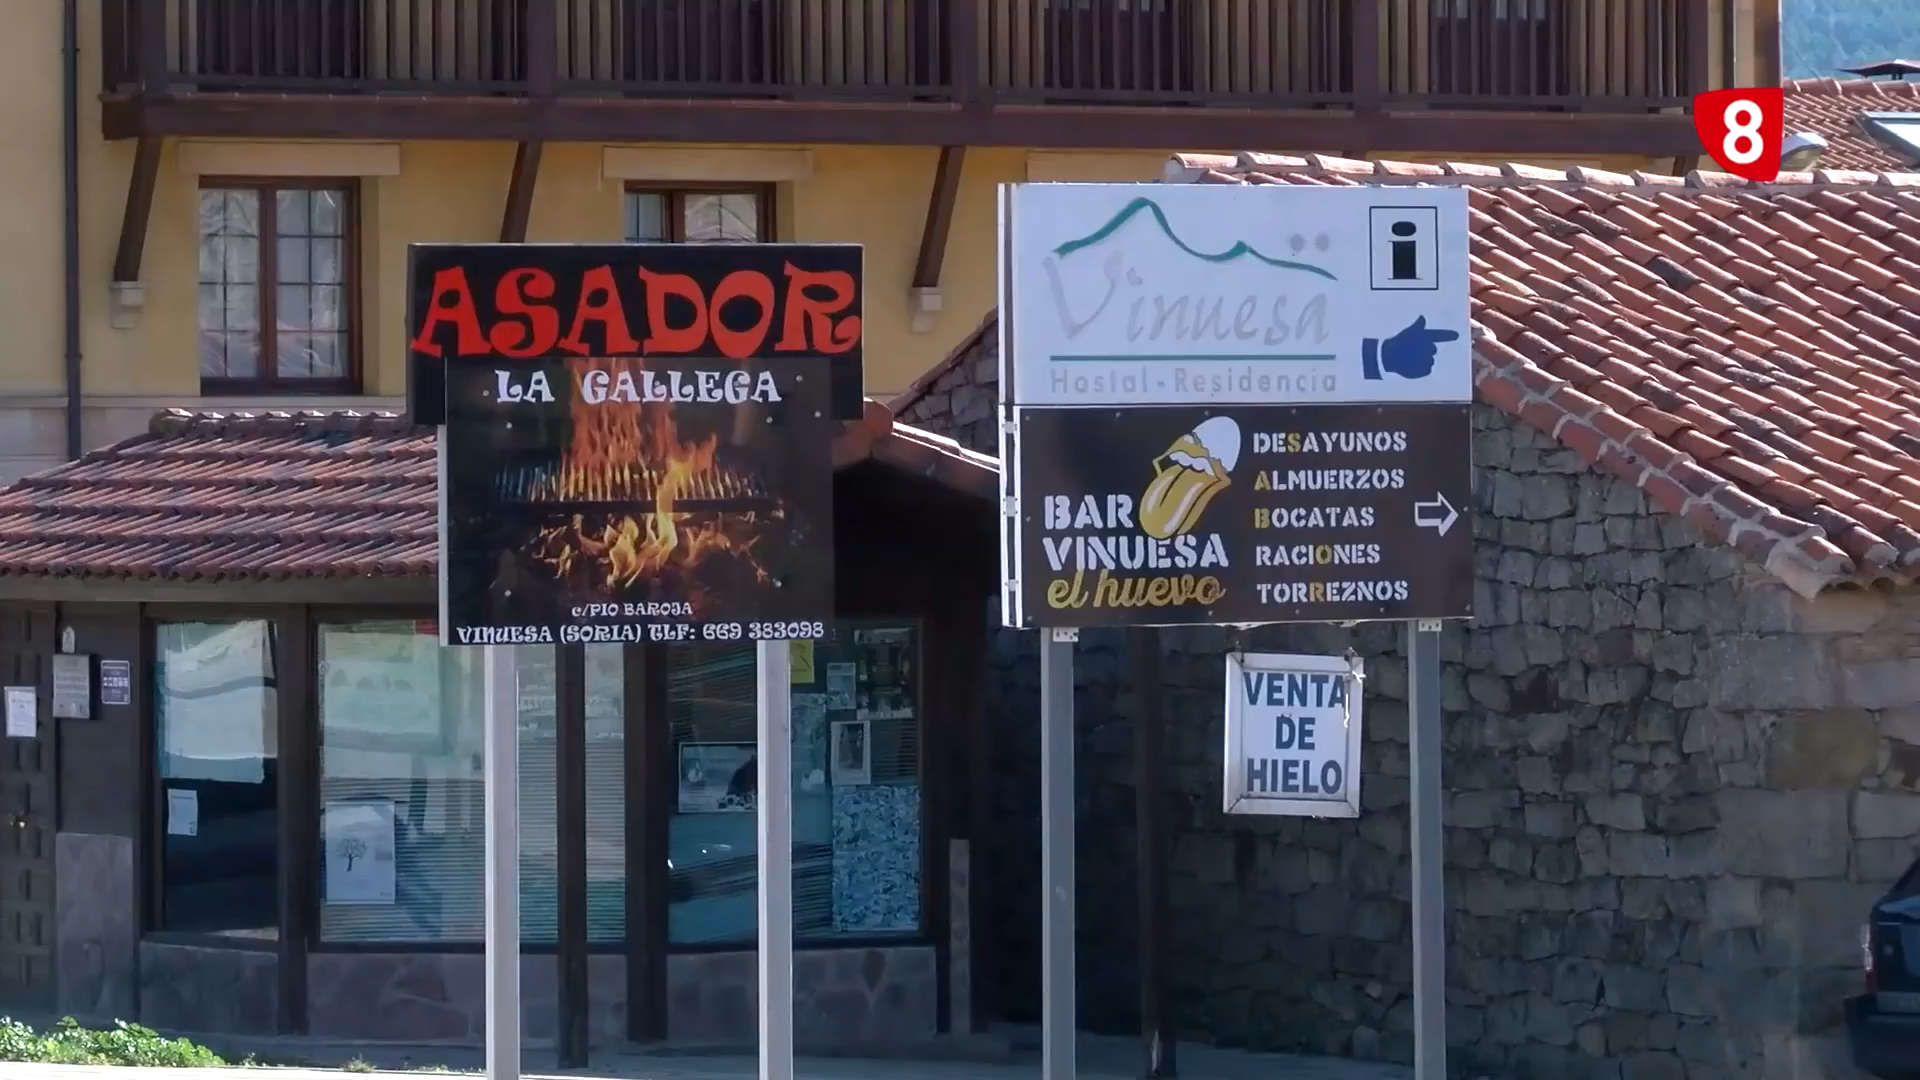 8
ASADOR
LA GALLEGA
c/PIO BAROJA
VINUESA (SORIA) TLF: 669 383098
Vinuesa
i
Hostal - Residencia
BAR
VINUESA
el huevo
DESAYUNOS
ALMUERZOS
BOCATAS
RACIONES
TORREZNOS
VENTA
DE
HIELO